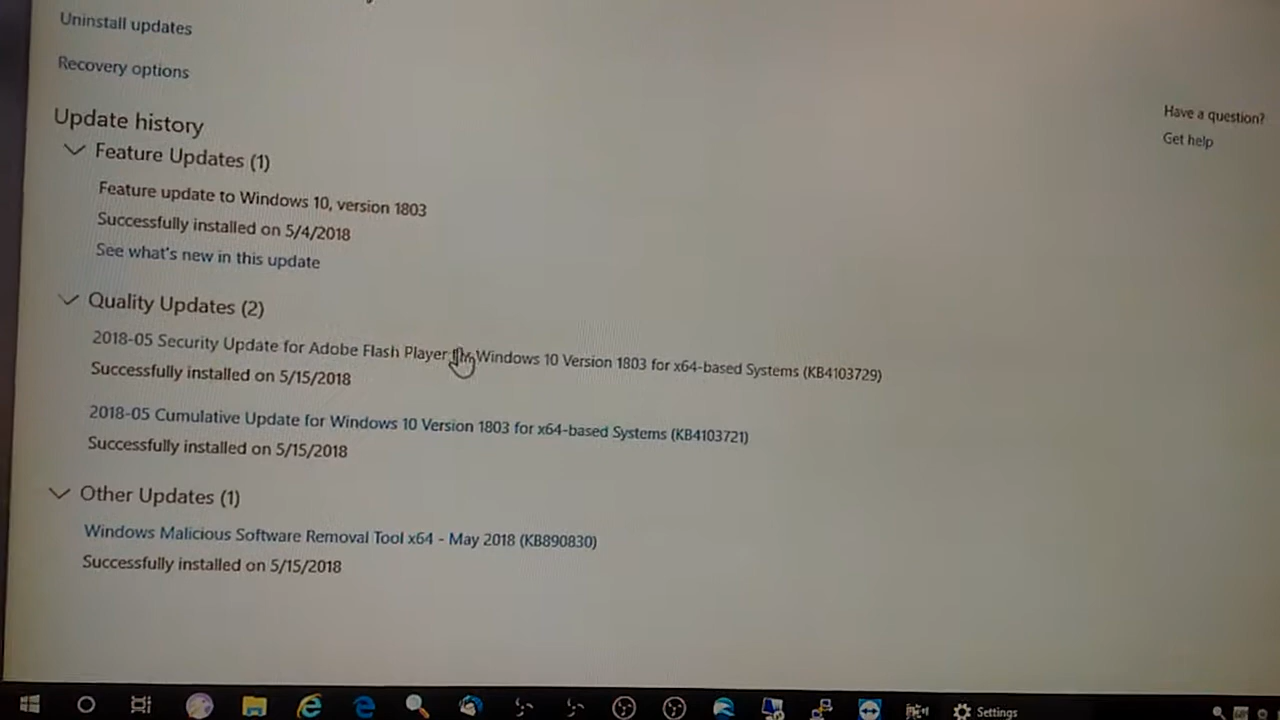 Uninstall updates
Recovery options
Have a question?
Get help
Update history
Feature Updates (1)
Feature update to Windows 10, version 1803
Successfully installed on 5/4/2018
See what's new in this update
Quality Updates (2)
2018-05 Security Update for Adobe Flash Player for Windows 10 Version 1803 for x64-based Systems (KB4103729)
Successfully installed on 5/15/2018
2018-05 Cumulative Update for Windows 10 Version 1803 for x64-based Systems (KB4103721)
Successfully installed on 5/15/2018
Other Updates (1)
Windows Malicious Software Removal Tool x64 - May 2018 (KB890830)
Successfully installed on 5/15/2018
Settings